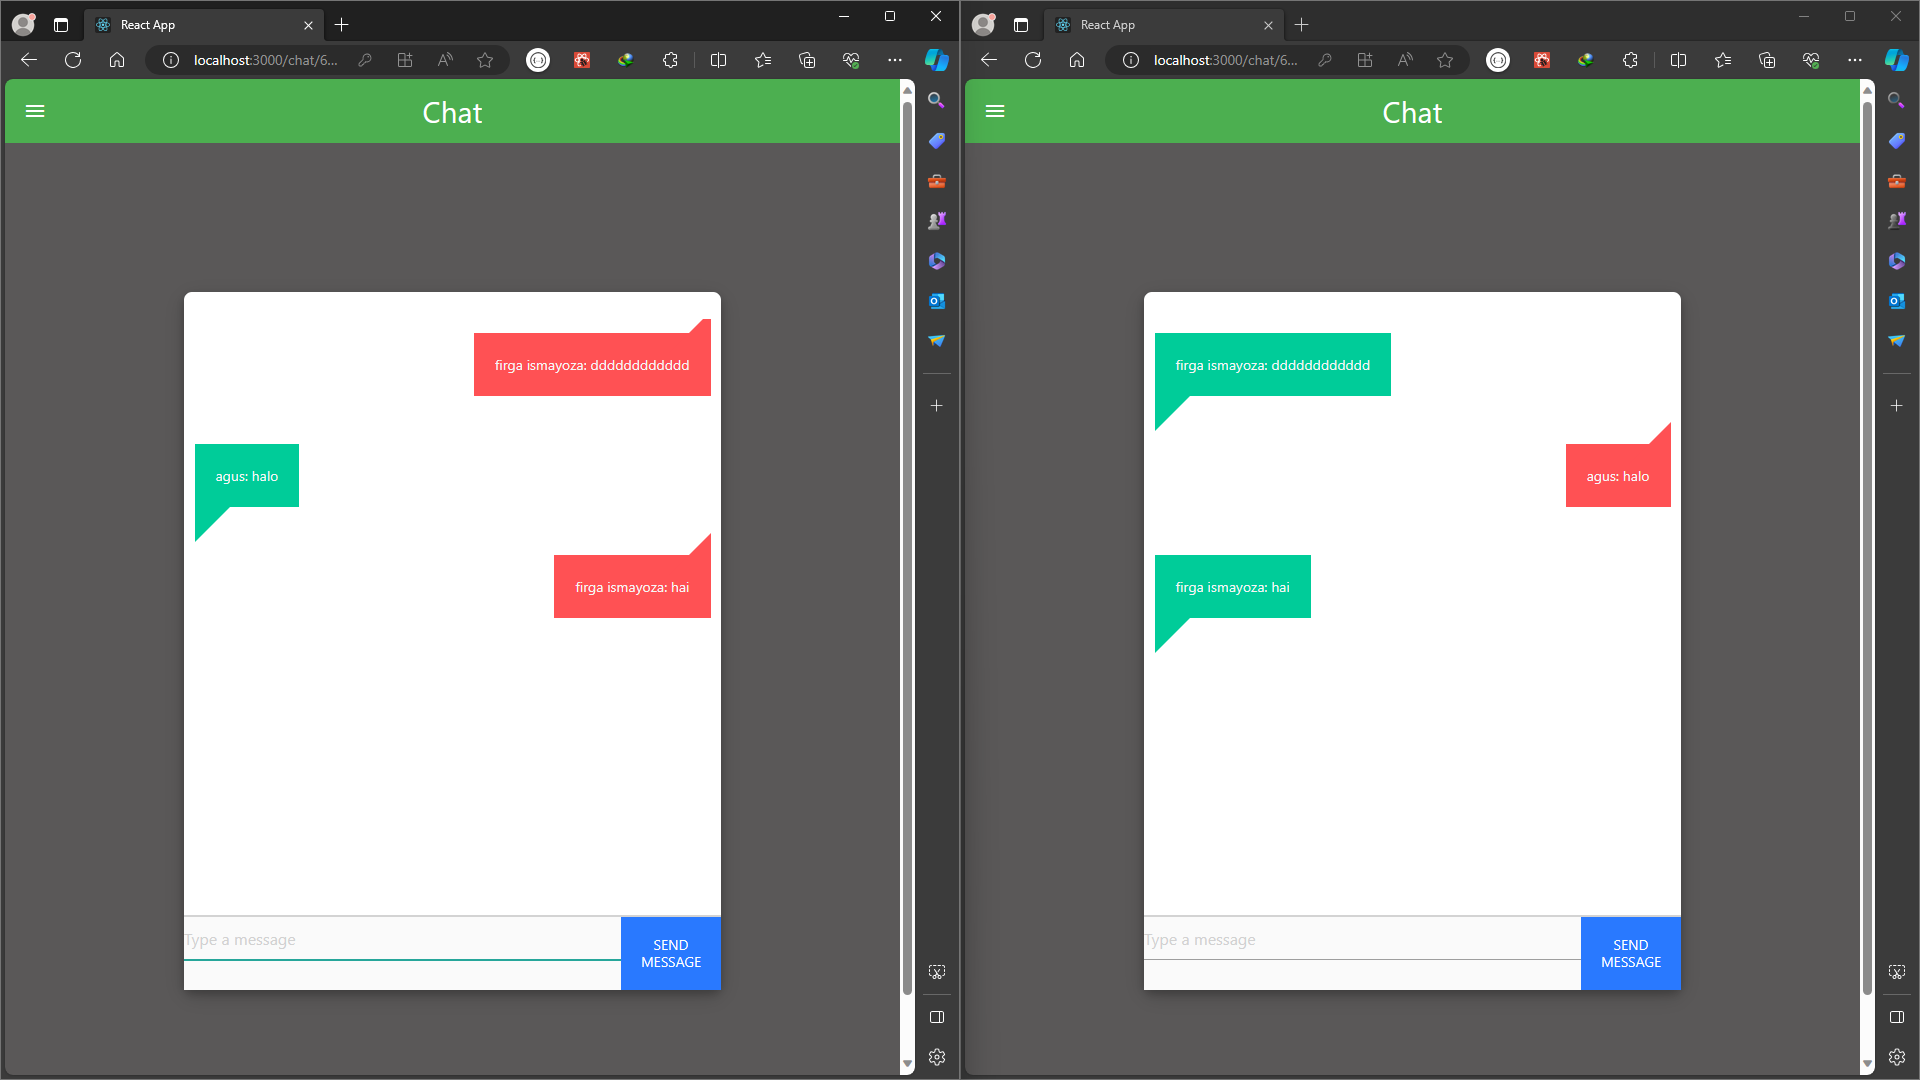 React App
localhost:3000/chat/6...
Chat
firga ismayoza: dddddddddddd
agus: halo
firga ismayoza: hai
Type a message
SEND
MESSAGE
React App
localhost:3000/chat/6...
Chat
firga ismayoza: dddddddddddd
agus: halo
firga ismayoza: hai
Type a message
SEND
MESSAGE